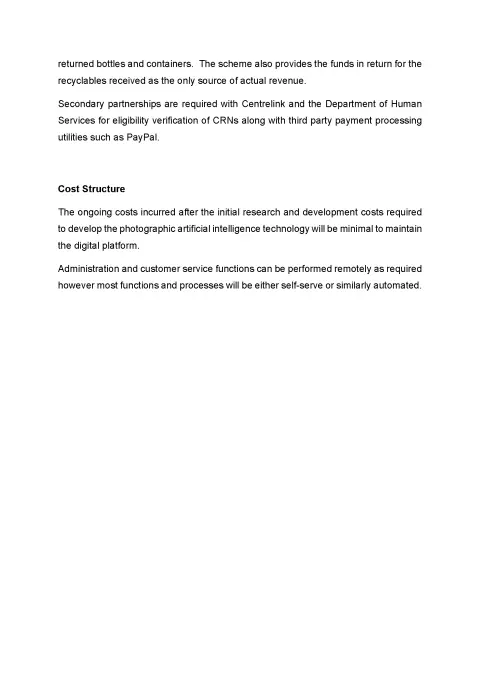 returned bottles and containers.  The scheme also provides the funds in return for the
recyclables received as the only source of actual revenue.
Secondary partnerships are required with Centrelink and the Department of Human
Services for eligibility verification of CRNs along with third party payment processing
utilities such as PayPal.
Cost Structure
The ongoing costs incurred after the initial research and development costs required
to develop the photographic artificial intelligence technology will be minimal to maintain
the digital platform.
Administration and customer service functions can be performed remotely as required
however most functions and processes will be either self-serve or similarly automated.